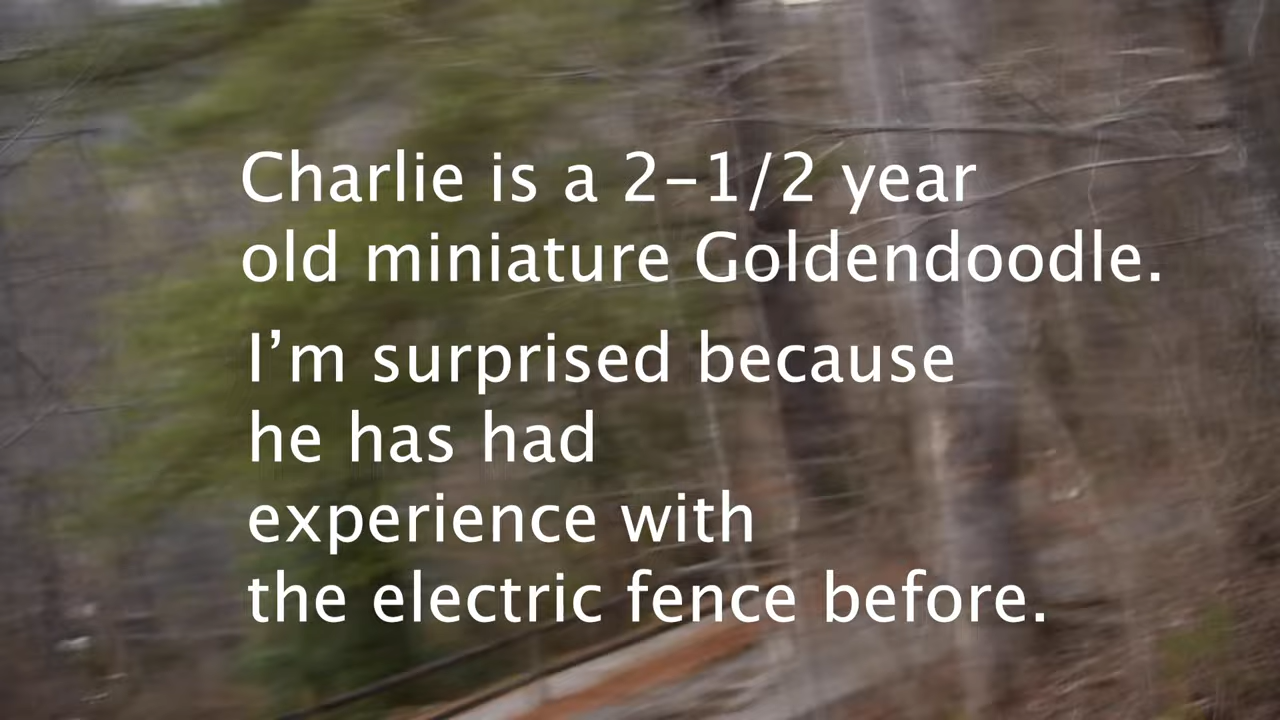 Charlie is a 2-1/2 year
old miniature Goldendoodle.
I’m surprised because
he has had
experience with
the electric fence before.